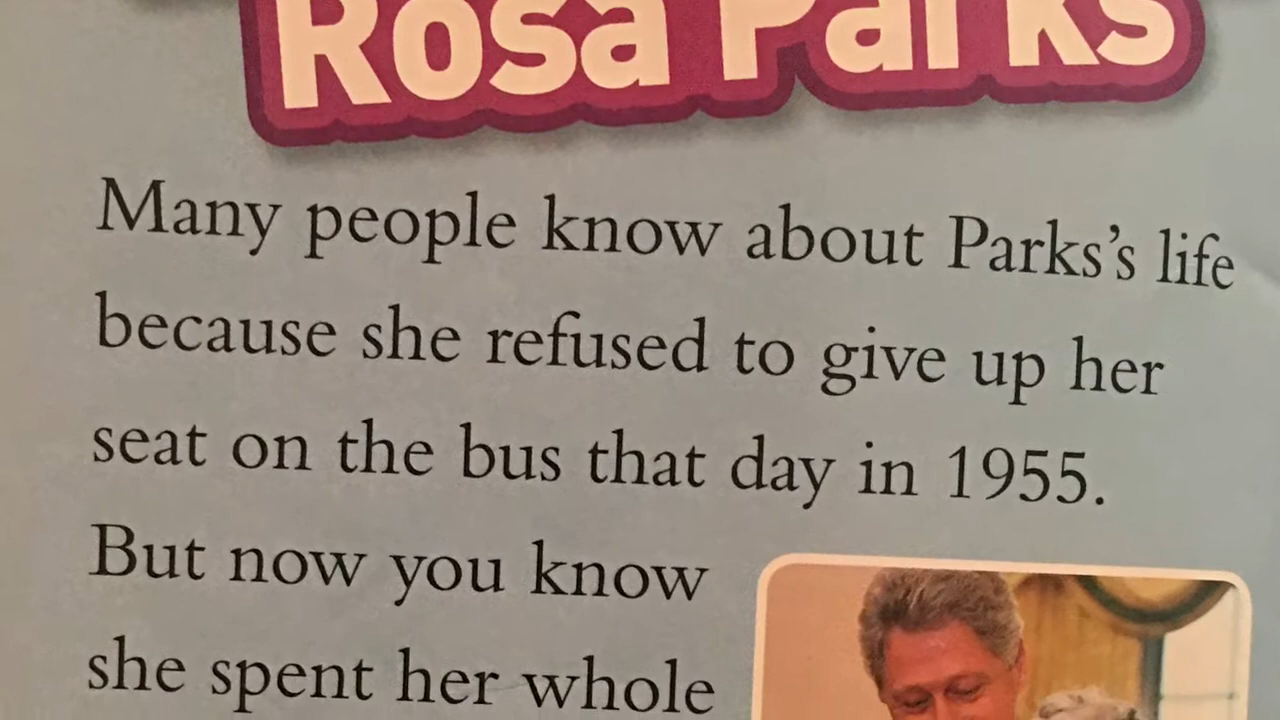 Rosa Parks
Many people know about Parks's life
because she refused to give up her
seat on the bus that day in 1955.
But now you know
she spent her whole